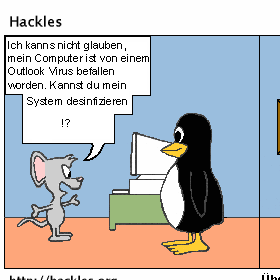 Hackles
Ich kanns nicht glauben,
mein Computer ist von einem
Outlook Virus befallen
worden. Kannst du mein
System desinfizieren
!?
http://hackles.org